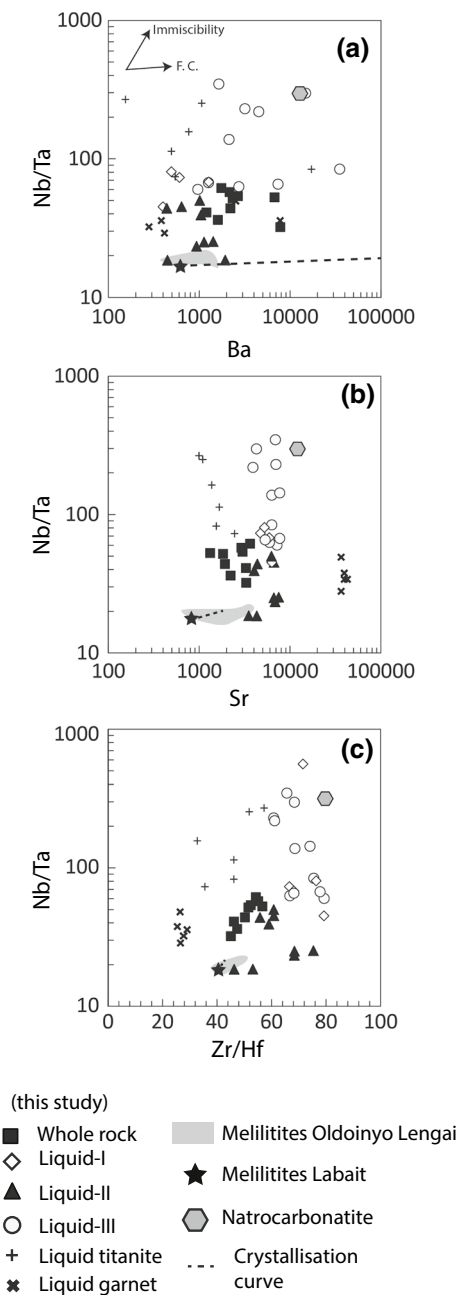 1000
Immiscibility
(a)
F. C.
Nb/Ta
100
10
100 1000 10000 100000
Ba
1000
(b)
Nb/Ta
100
10
100 1000 10000 100000
Sr
1000
(c)
Nb/Ta
100
10
0 20 40 60 80 100
Zr/Hf
(this study)
Whole rock
Liquid-I
Liquid-II
Liquid-III
Liquid titanite
Liquid garnet
Melilitites Oldoinyo Lengai
Melilitites Labait
Natrocarbonatite
Crystallisation
curve